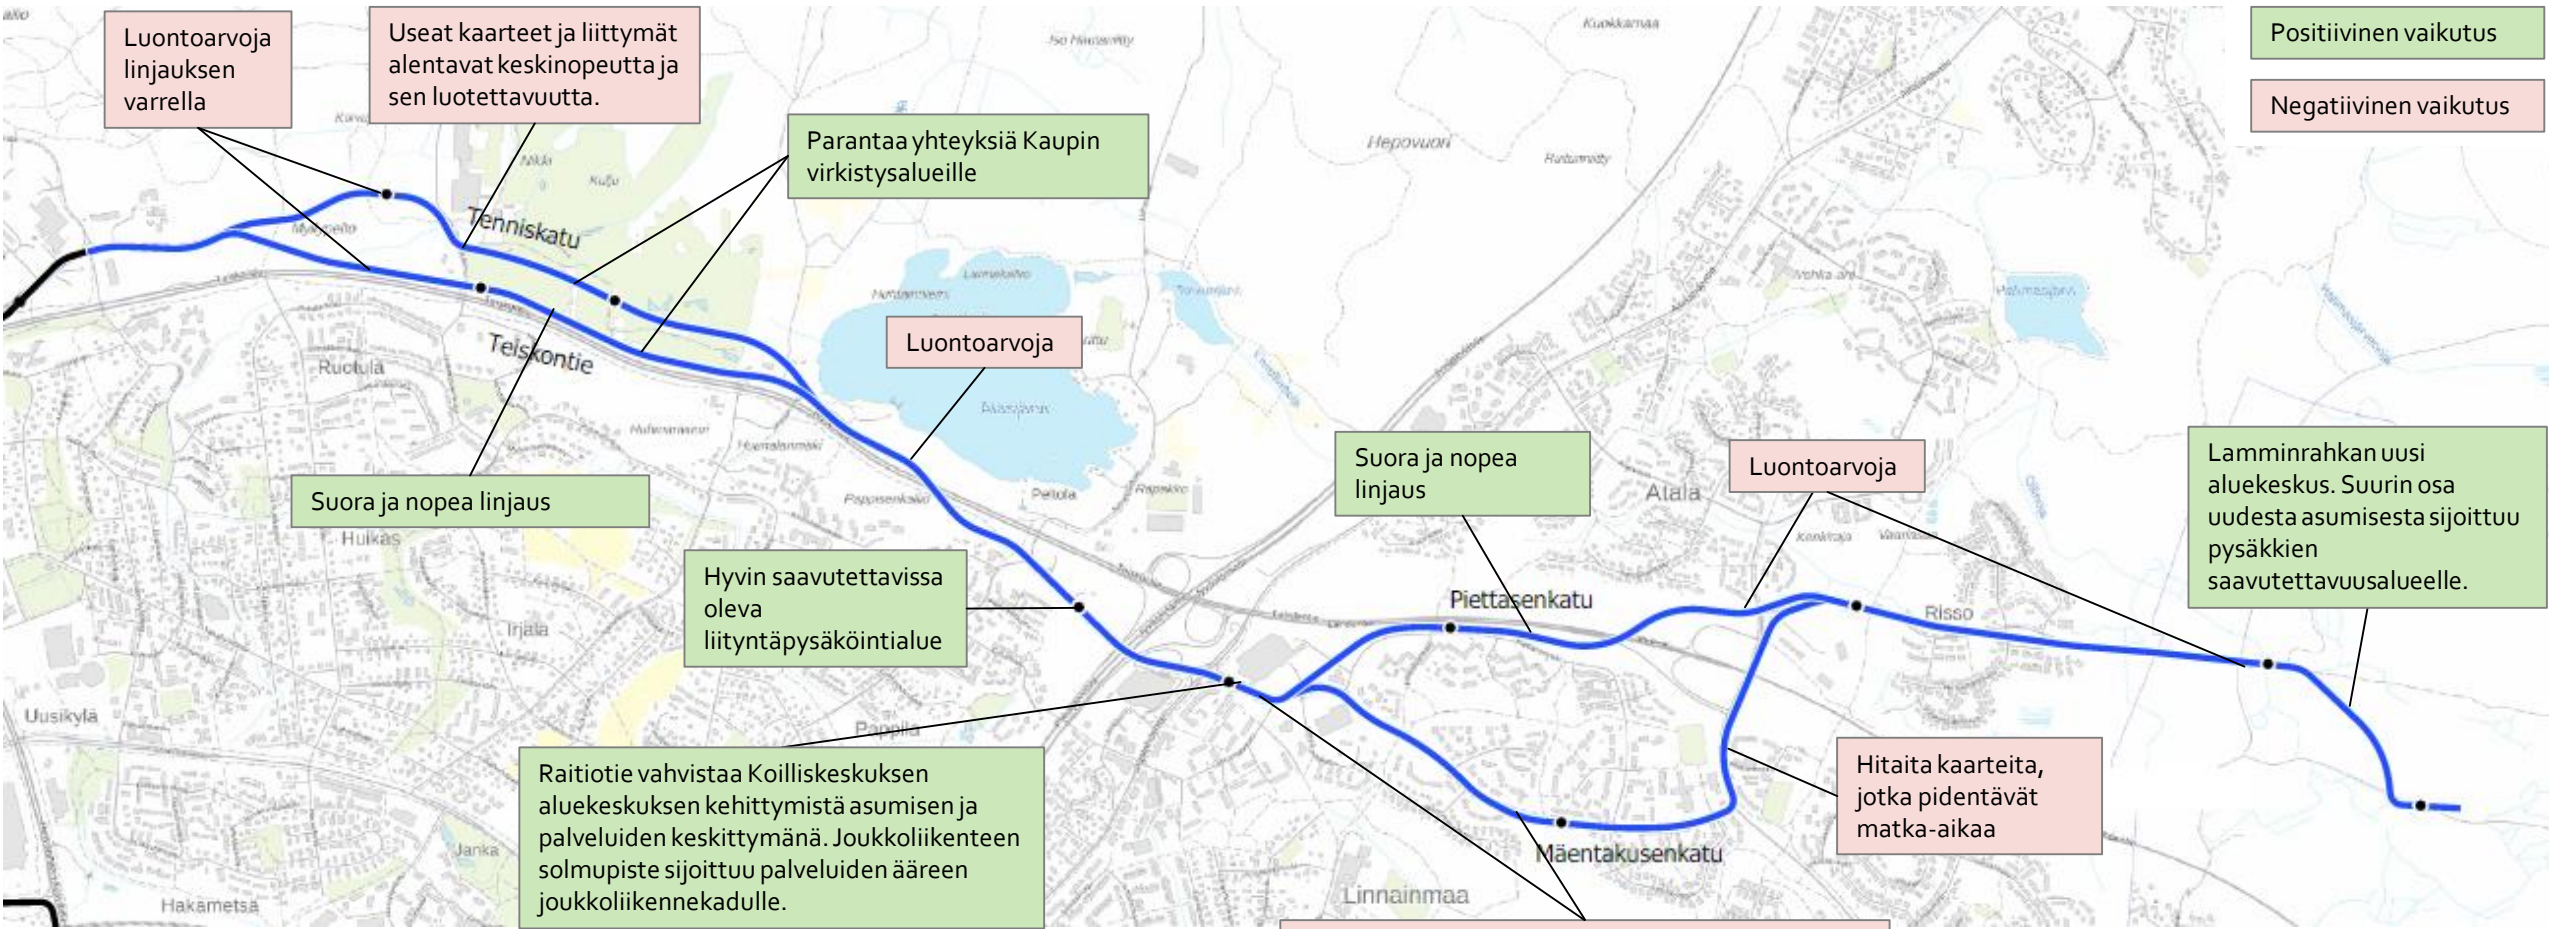 Luontoarvoja
linjauksen
varrella
Useat kaarteet ja liittymät
alentavat keskinopeutta ja
sen luotettavuutta.
Parantaa yhteyksiä Kaupin
virkistysalueille
Positiivinen vaikutus
Negatiivinen vaikutus
Hepovuori
Niihi
Tenniskatu
Teiskontie
Ruotula
Luontoarvoja
Suora ja nopea linjaus
Huikas
Peltola
Suora ja nopea
linjaus
Luontoarvoja
Atala
Lamminrahkan uusi
aluekeskus. Suurin osa
uudesta asumisesta sijoittuu
pysäkkien
saavutettavuusalueelle.
Hyvin saavutettavissa
oleva
liityntäpysäköintialue
Piettasenkatu
Risso
Irjala
Uusikylä
Pappila
Raitiotie vahvistaa Koilliskeskuksen
aluekeskuksen kehittymistä asumisen ja
palveluiden keskittymänä. Joukkoliikenteen
solmupiste sijoittuu palveluiden ääreen
joukkoliikennekadulle.
Hitaita kaarteita,
jotka pidentävät
matka-aikaa
Mäentakusenkatu
Janka
Linnainmaa
Hakametsä